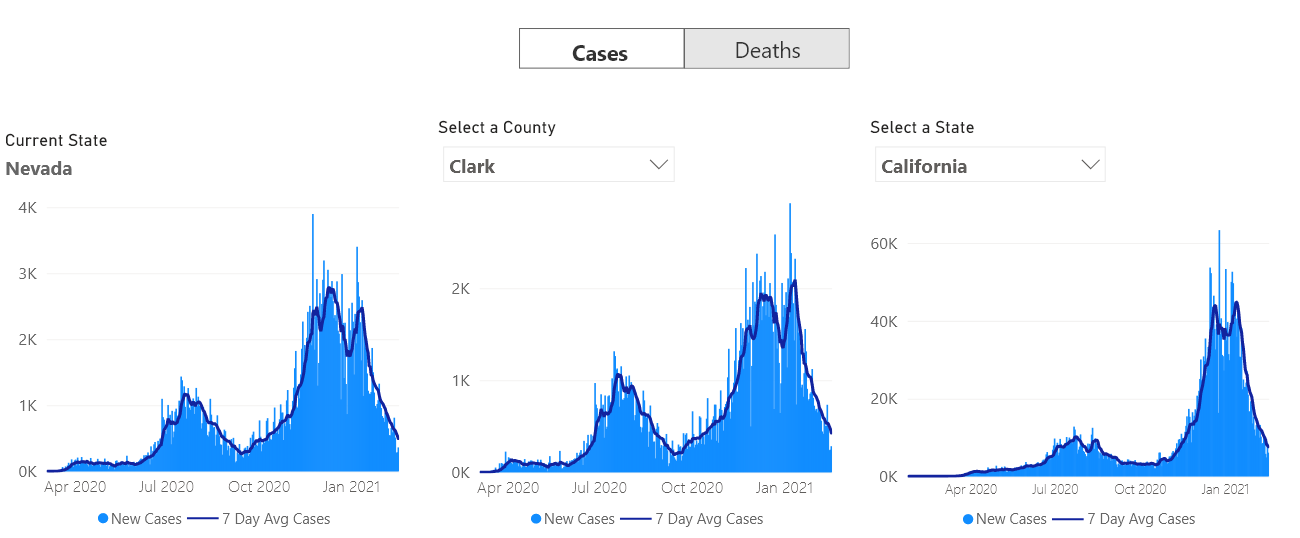 Cases Deaths
Current State
Nevada
4K
3K
2K
1K
0K
Apr 2020 Jul 2020 Oct 2020 Jan 2021
New Cases 7 Day Avg Cases
Select a County
Clark
2K
1K
0K
Apr 2020 Jul 2020 Oct 2020 Jan 2021
New Cases 7 Day Avg Cases
Select a State
California
60K
40K
20K
0K
Apr 2020 Jul 2020 Oct 2020 Jan 2021
New Cases 7 Day Avg Cases